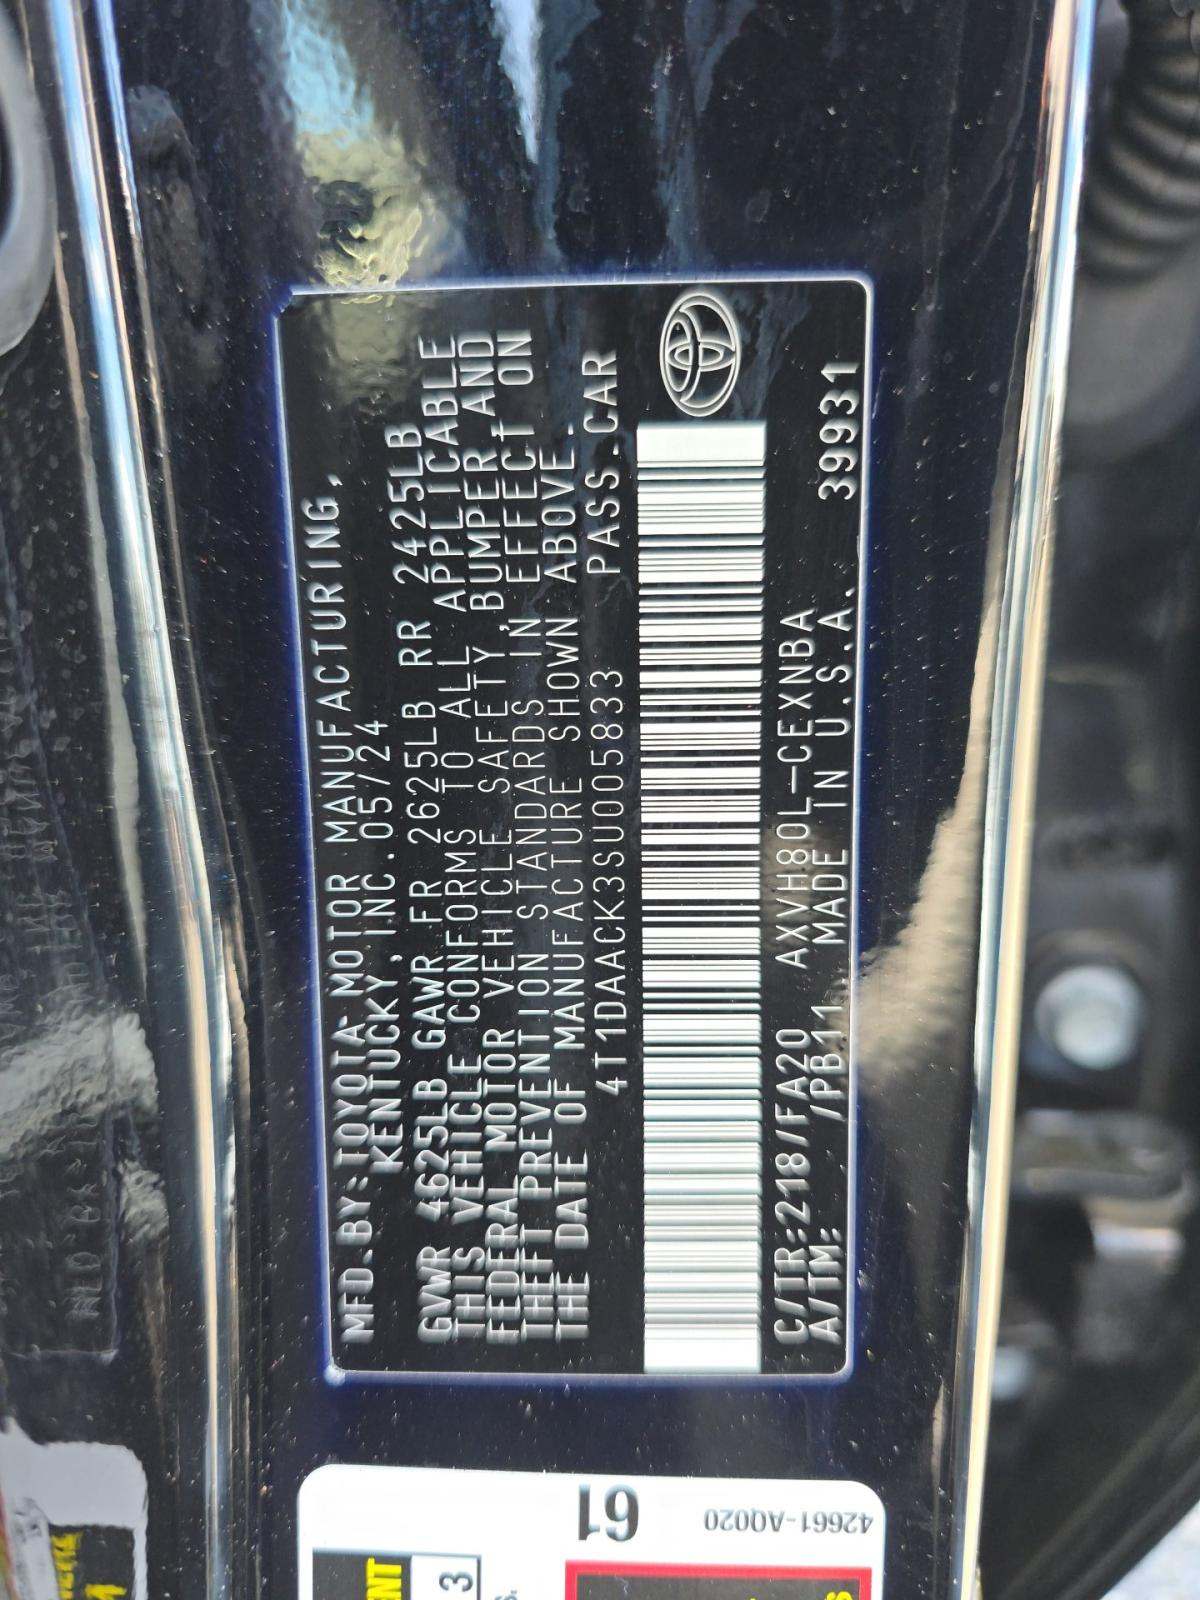 MFD.BY:TOYOTA MOTOR MANUFACTURING,
KENTUCKY,INC.05/24
GVWR 4625LB GAWR FR 2625LB RR 2425LB
THIS VEHICLE CONFORMS TO ALL APPLICABLE
FEDERAL MOTOR VEHICLE SAFETY,BUMPER AND
THEFT PREVENTION STANDARDS IN EFFECT ON
THE DATE OF MANUFACTURE SHOWN ABOVE.
4T1DAACK3SU005833 PASS.CAR
C/TR:218/FA20 AXVH80L-CEXNBA
A/TM: /PB11 MADE IN U.S.A. 39931
61
42661-AQ020
3